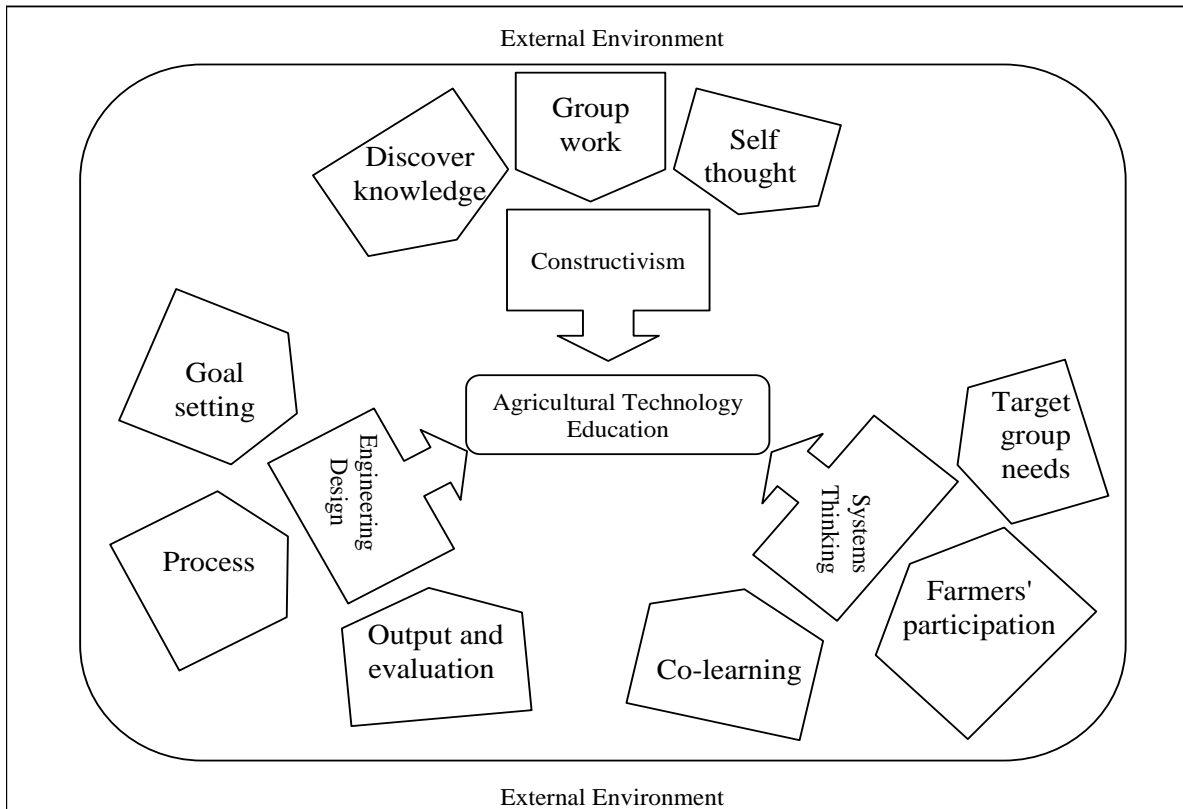 External Environment
Group
work
Self
thought
Discover
knowledge
Constructivism
Agricultural Technology
Education
Goal
setting
Engineering
Design
Process
Output and
evaluation
Target
group
needs
Systems
Thinking
Farmers'
participation
Co-learning
External Environment